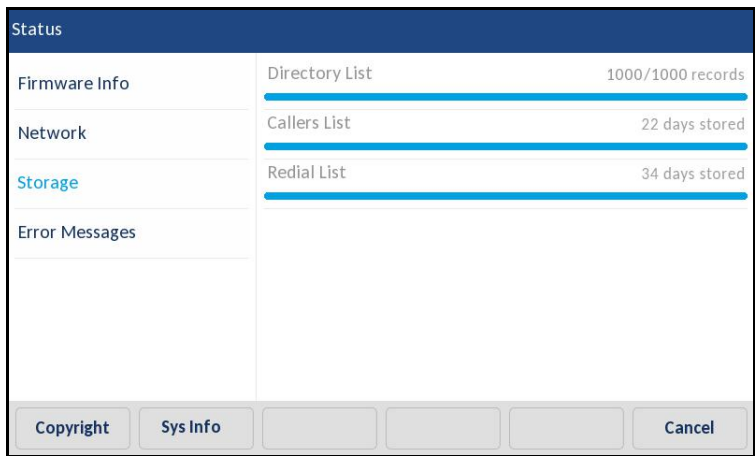 Status
Firmware Info
Network
Storage
Error Messages
Directory List 1000/1000 records
Callers List 22 days stored
Redial List 34 days stored
Copyright Sys Info Cancel